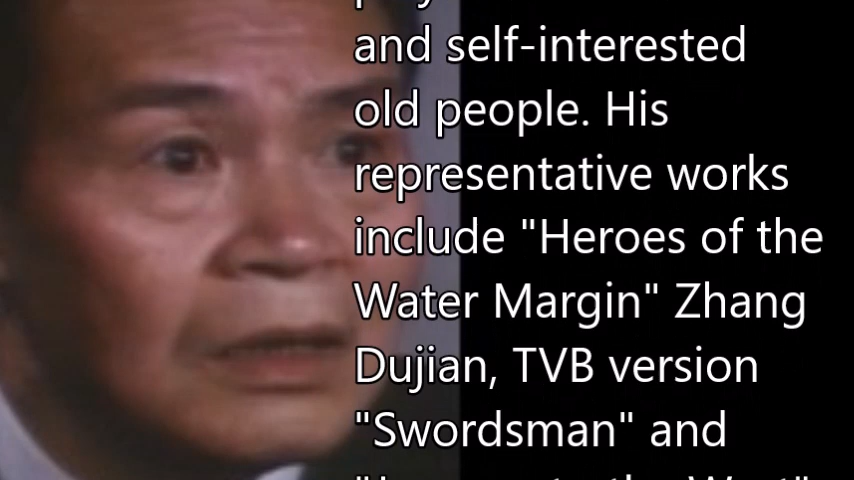 and self-interested
old people. His
representative works
include "Heroes of the
Water Margin" Zhang
Dujian, TVB version
"Swordsman" and